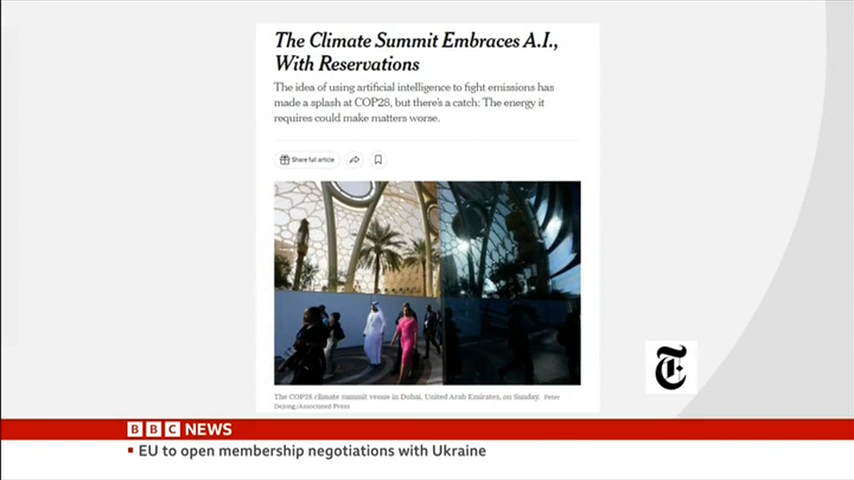 The Climate Summit Embraces A.I.,
With Reservations
The idea of using artificial intelligence to fight emissions has
made a splash at COP28, but there's a catch: The energy it
requires could make matters worse.
Share full article
The COP28 climate summit venue in Dubai, United Arab Emirates, on Sunday. Peter
Dejong/Associated Press
T
BBC NEWS
EU to open membership negotiations with Ukraine